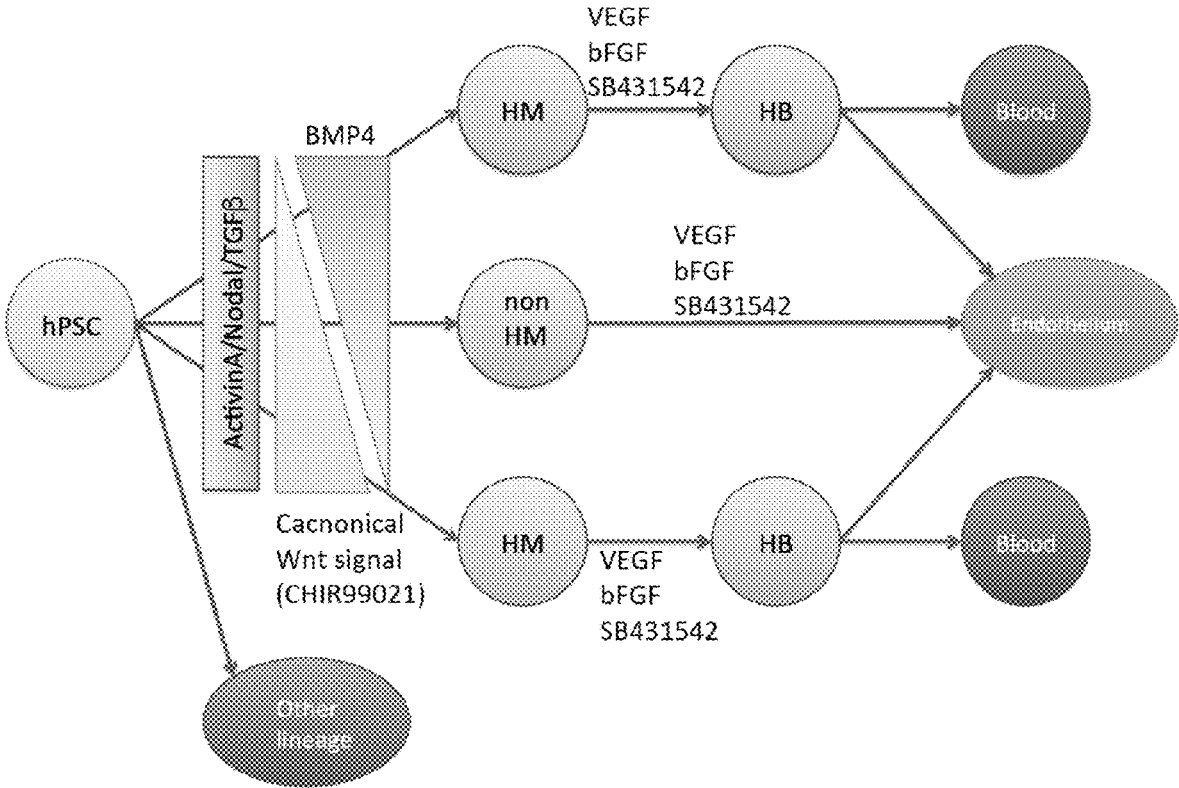 VEGF
bFGF
SB431542
HM
HB
Blood
BMP4
ActivinA/Nodal/TGFβ
VEGF
bFGF
SB431542
hPSC
non
HM
Endothelium
Cacnonical
Wnt signal
(CHIR99021)
HM
HB
Blood
VEGF
bFGF
SB431542
Other
lineage